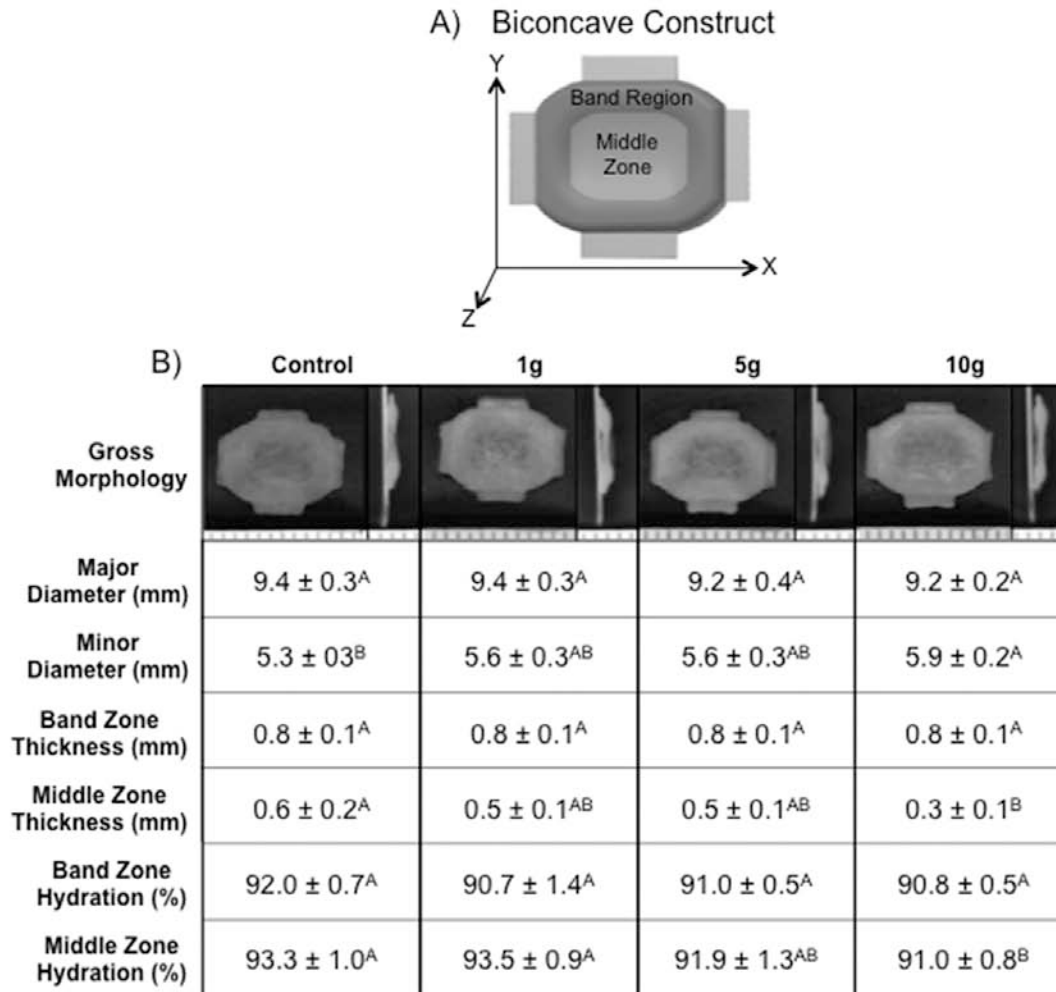 A) Biconcave Construct
Y
Band Region
Middle
Zone
X
Z
B)
Control 1g 5g 10g
Gross
Morphology
Major
Diameter (mm) 9.4 ± 0.3ᴬ 9.4 ± 0.3ᴬ 9.2 ± 0.4ᴬ 9.2 ± 0.2ᴬ
Minor
Diameter (mm) 5.3 ± 03ᴮ 5.6 ± 0.3ᴬᴮ 5.6 ± 0.3ᴬᴮ 5.9 ± 0.2ᴬ
Band Zone
Thickness (mm) 0.8 ± 0.1ᴬ 0.8 ± 0.1ᴬ 0.8 ± 0.1ᴬ 0.8 ± 0.1ᴬ
Middle Zone
Thickness (mm) 0.6 ± 0.2ᴬ 0.5 ± 0.1ᴬᴮ 0.5 ± 0.1ᴬᴮ 0.3 ± 0.1ᴮ
Band Zone
Hydration (%) 92.0 ± 0.7ᴬ 90.7 ± 1.4ᴬ 91.0 ± 0.5ᴬ 90.8 ± 0.5ᴬ
Middle Zone
Hydration (%) 93.3 ± 1.0ᴬ 93.5 ± 0.9ᴬ 91.9 ± 1.3ᴬᴮ 91.0 ± 0.8ᴮ